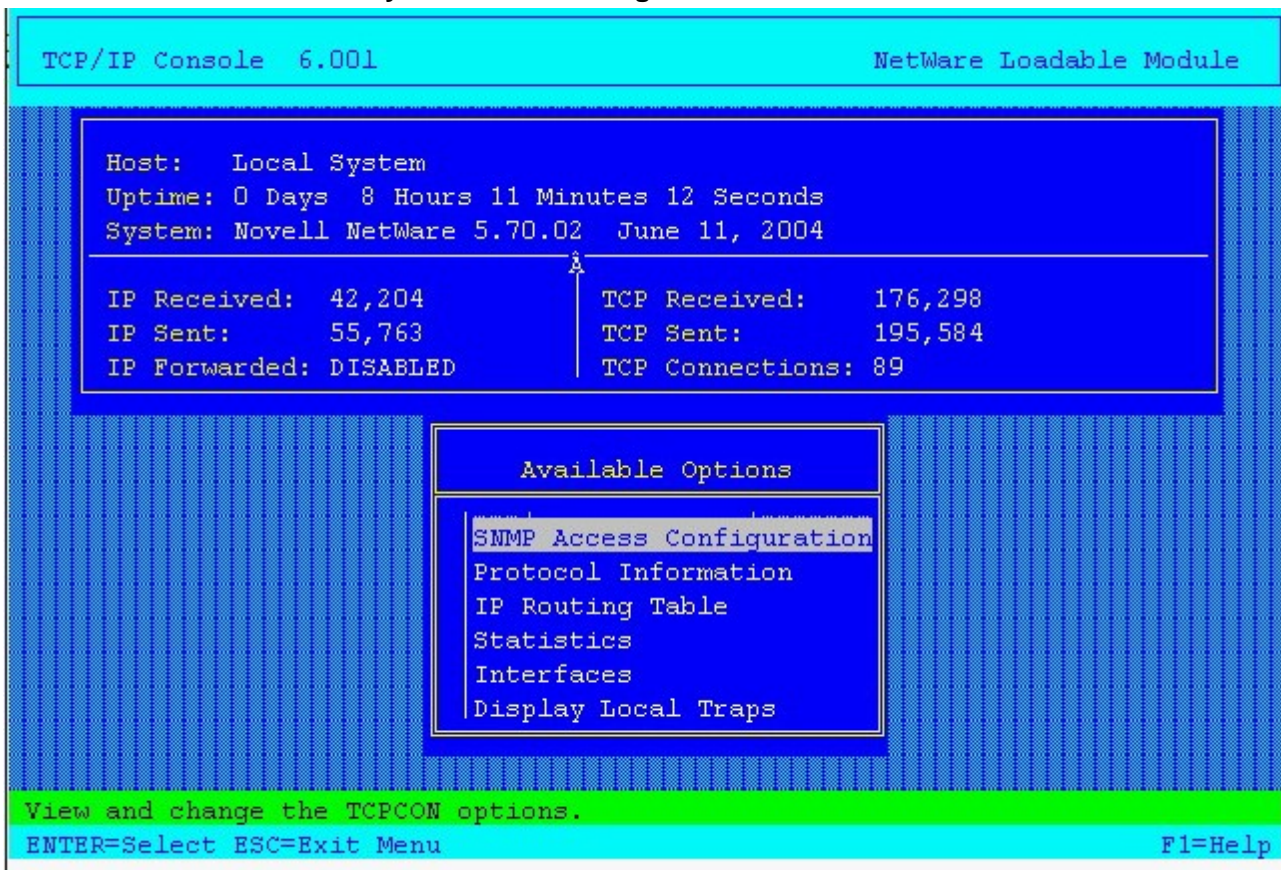 TCP/IP Console 6.00l NetWare Loadable Module
Host: Local System
Uptime: 0 Days 8 Hours 11 Minutes 12 Seconds
System: Novell NetWare 5.70.02 June 11, 2004
IP Received: 42,204 TCP Received: 176,298
IP Sent: 55,763 TCP Sent: 195,584
IP Forwarded: DISABLED TCP Connections: 89
Available Options
SNMP Access Configuration
Protocol Information
IP Routing Table
Statistics
Interfaces
Display Local Traps
View and change the TCPCON options.
ENTER=Select ESC=Exit Menu F1=Help